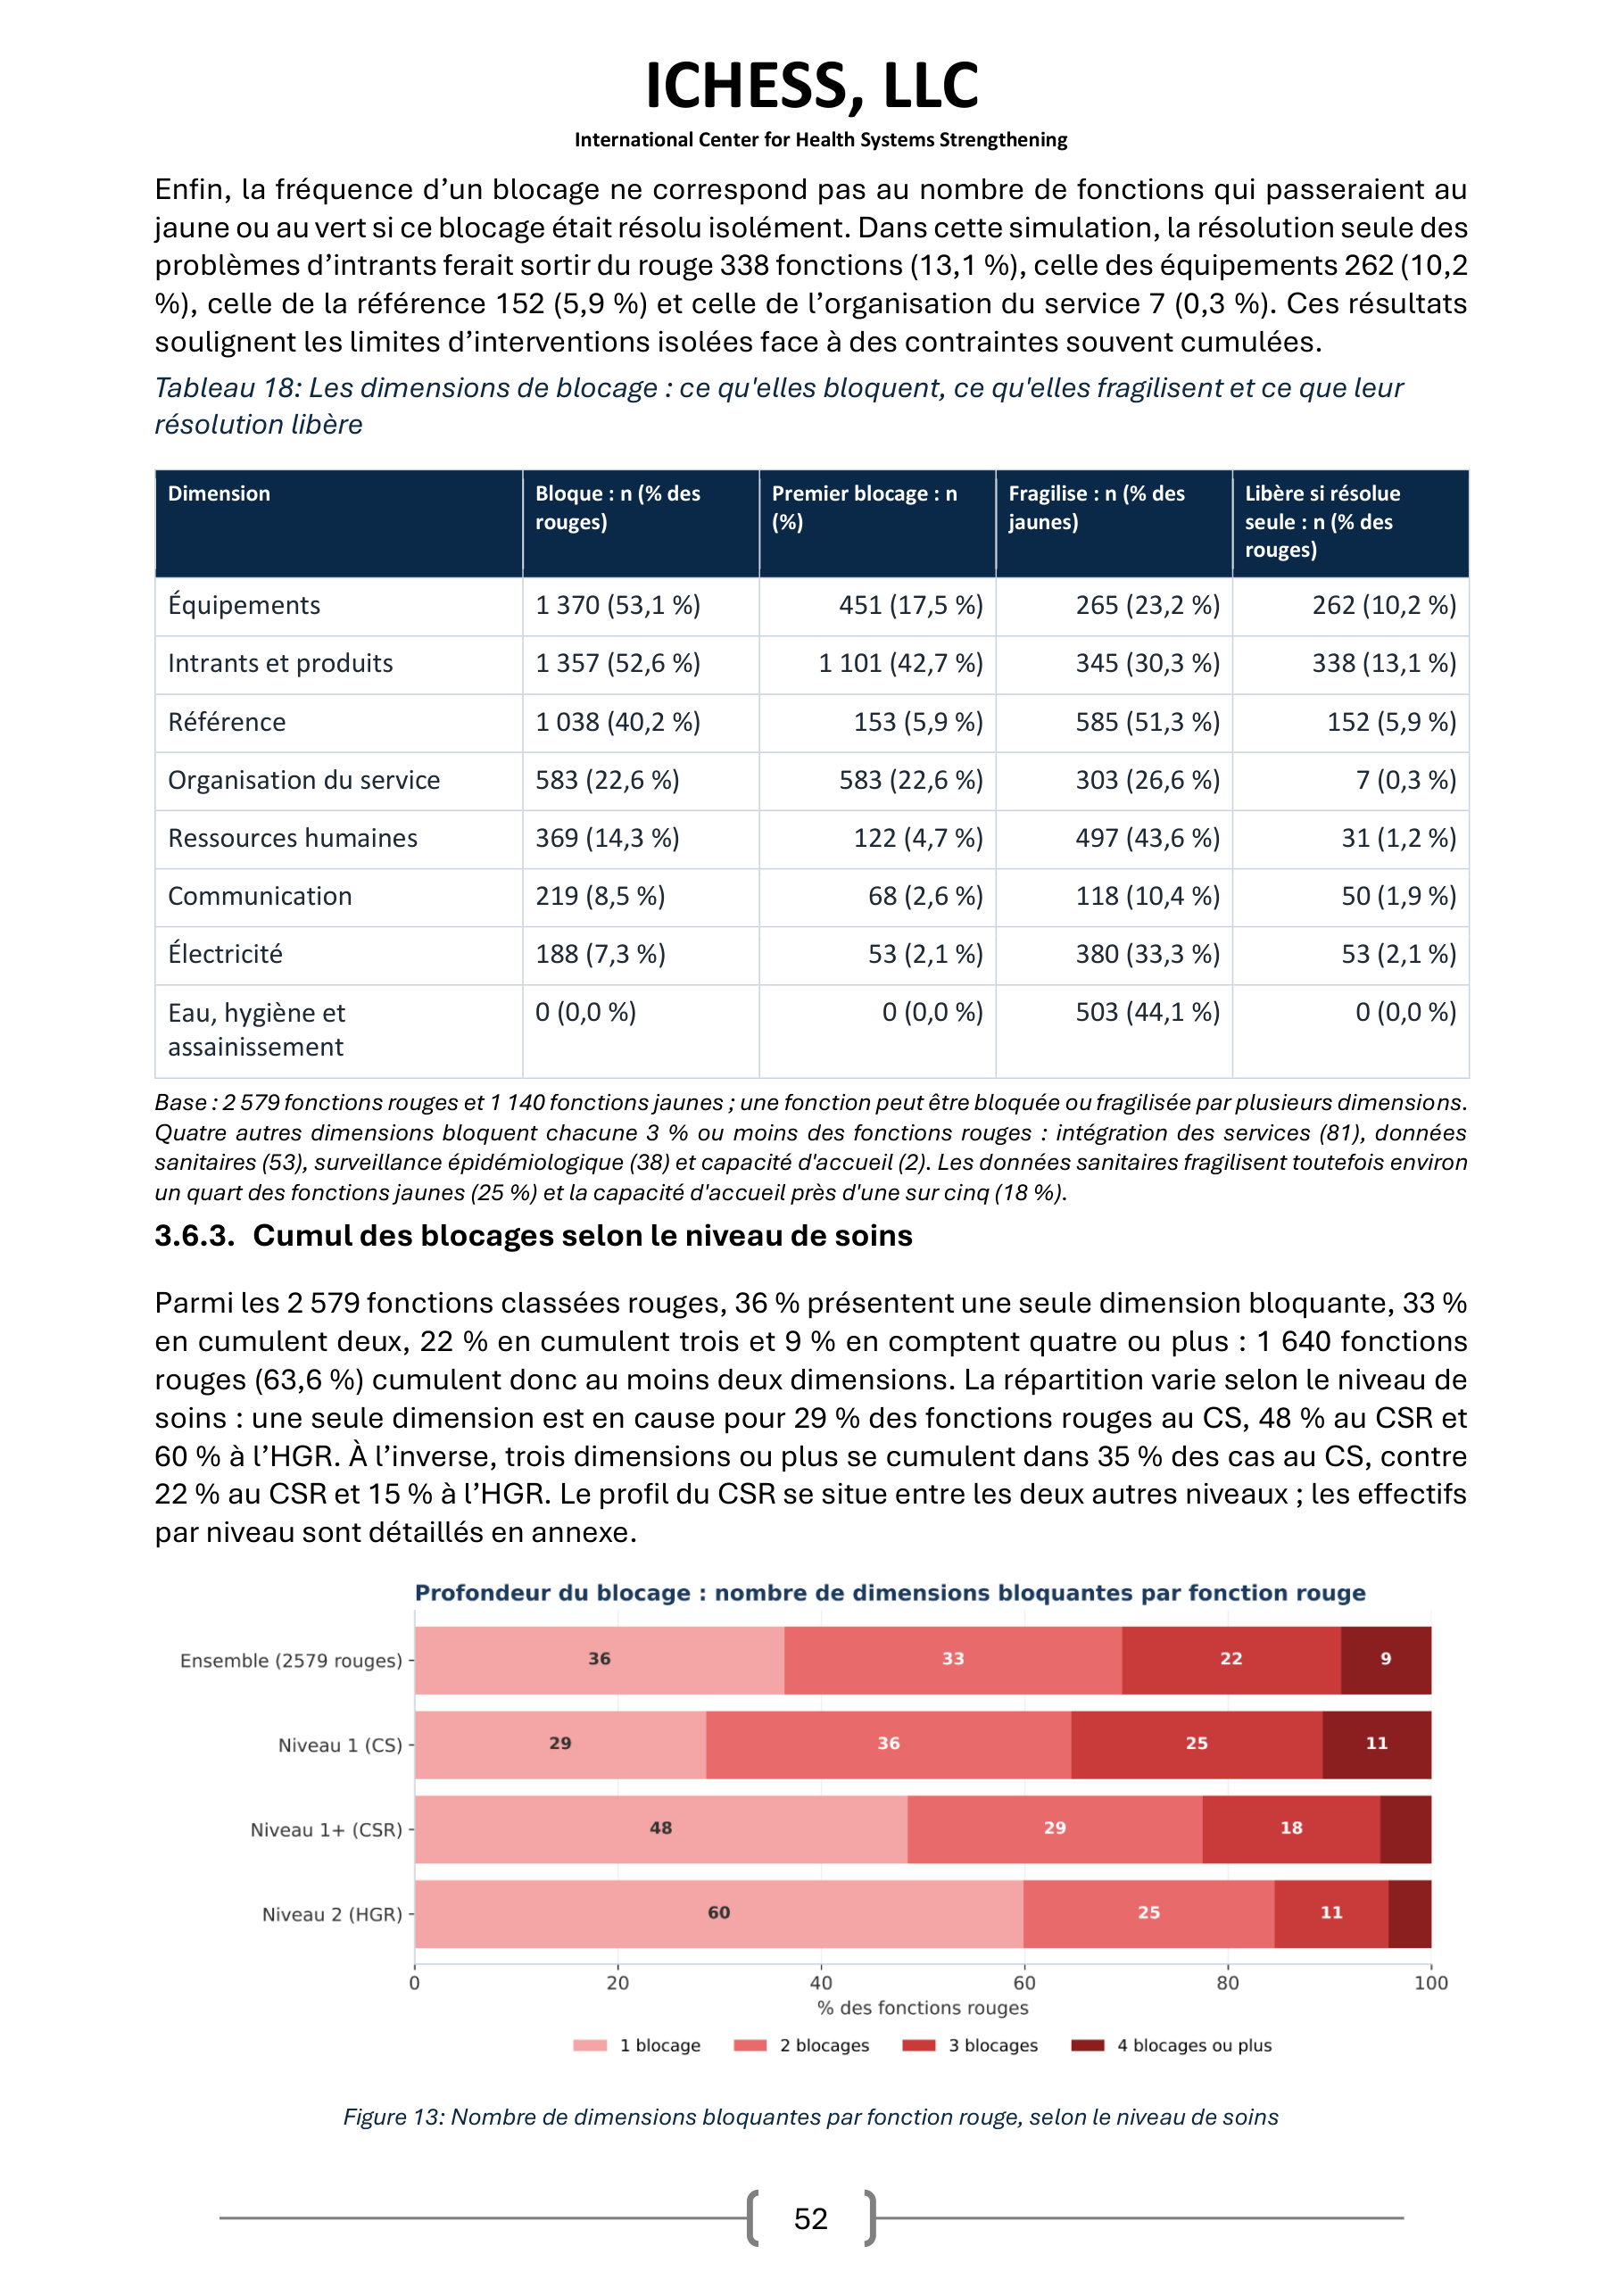 ICHESS, LLC
International Center for Health Systems Strengthening
Enfin, la fréquence d’un blocage ne correspond pas au nombre de fonctions qui passeraient au
jaune ou au vert si ce blocage était résolu isolément. Dans cette simulation, la résolution seule des
problèmes d’intrants ferait sortir du rouge 338 fonctions (13,1 %), celle des équipements 262 (10,2
%), celle de la référence 152 (5,9 %) et celle de l’organisation du service 7 (0,3 %). Ces résultats
soulignent les limites d’interventions isolées face à des contraintes souvent cumulées.
Tableau 18: Les dimensions de blocage : ce qu'elles bloquent, ce qu'elles fragilisent et ce que leur
résolution libère
Dimension Bloque : n (% des rouges) Premier blocage : n (%) Fragilise : n (% des jaunes) Libère si résolue seule : n (% des rouges)
Équipements 1 370 (53,1 %) 451 (17,5 %) 265 (23,2 %) 262 (10,2 %)
Intrants et produits 1 357 (52,6 %) 1 101 (42,7 %) 345 (30,3 %) 338 (13,1 %)
Référence 1 038 (40,2 %) 153 (5,9 %) 585 (51,3 %) 152 (5,9 %)
Organisation du service 583 (22,6 %) 583 (22,6 %) 303 (26,6 %) 7 (0,3 %)
Ressources humaines 369 (14,3 %) 122 (4,7 %) 497 (43,6 %) 31 (1,2 %)
Communication 219 (8,5 %) 68 (2,6 %) 118 (10,4 %) 50 (1,9 %)
Électricité 188 (7,3 %) 53 (2,1 %) 380 (33,3 %) 53 (2,1 %)
Eau, hygiène et assainissement 0 (0,0 %) 0 (0,0 %) 503 (44,1 %) 0 (0,0 %)
Base : 2 579 fonctions rouges et 1 140 fonctions jaunes ; une fonction peut être bloquée ou fragilisée par plusieurs dimensions.
Quatre autres dimensions bloquent chacune 3 % ou moins des fonctions rouges : intégration des services (81), données
sanitaires (53), surveillance épidémiologique (38) et capacité d'accueil (2). Les données sanitaires fragilisent toutefois environ
un quart des fonctions jaunes (25 %) et la capacité d'accueil près d'une sur cinq (18 %).
3.6.3. Cumul des blocages selon le niveau de soins
Parmi les 2 579 fonctions classées rouges, 36 % présentent une seule dimension bloquante, 33 %
en cumulent deux, 22 % en cumulent trois et 9 % en comptent quatre ou plus : 1 640 fonctions
rouges (63,6 %) cumulent donc au moins deux dimensions. La répartition varie selon le niveau de
soins : une seule dimension est en cause pour 29 % des fonctions rouges au CS, 48 % au CSR et
60 % à l’HGR. À l’inverse, trois dimensions ou plus se cumulent dans 35 % des cas au CS, contre
22 % au CSR et 15 % à l’HGR. Le profil du CSR se situe entre les deux autres niveaux ; les effectifs
par niveau sont détaillés en annexe.
Profondeur du blocage : nombre de dimensions bloquantes par fonction rouge
Ensemble (2579 rouges) 36 33 22 9
Niveau 1 (CS) 29 36 25 11
Niveau 1+ (CSR) 48 29 18
Niveau 2 (HGR) 60 25 11
0 20 40 60 80 100
% des fonctions rouges
1 blocage 2 blocages 3 blocages 4 blocages ou plus
Figure 13: Nombre de dimensions bloquantes par fonction rouge, selon le niveau de soins
52